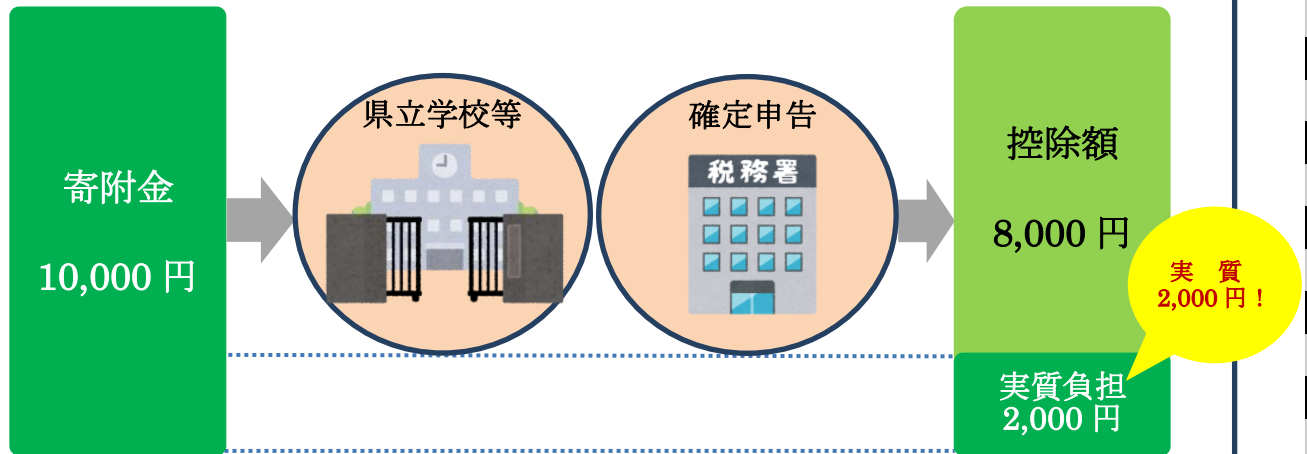 寄附金
10,000 円
県立学校等
確定申告
税務署
控除額
8,000 円
実　質
2,000 円！
実質負担
2,000 円